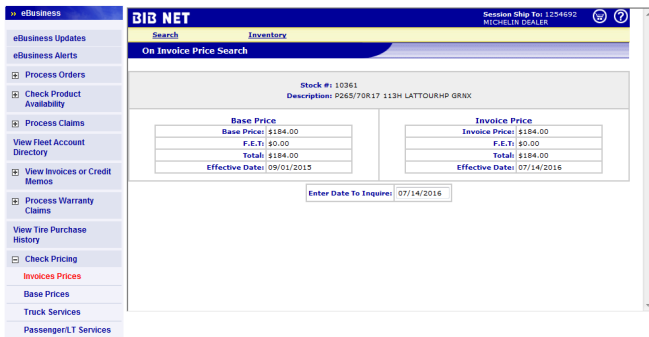 » eBusiness
eBusiness Updates
eBusiness Alerts
Process Orders
Check Product
Availability
Process Claims
View Fleet Account
Directory
View Invoices or Credit
Memos
Process Warranty
Claims
View Tire Purchase
History
Check Pricing
Invoices Prices
Base Prices
Truck Services
Passenger/LT Services
BIB NET
Session Ship To: 1254692
MICHELIN DEALER
?
Search Inventory
On Invoice Price Search
Stock #: 10361
Description: P265/70R17 113H LATTOURHP GRNX
Base Price
Base Price: $184.00
F.E.T: $0.00
Total: $184.00
Effective Date: 09/01/2015
Invoice Price
Invoice Price: $184.00
F.E.T: $0.00
Total: $184.00
Effective Date: 07/14/2016
Enter Date To Inquire: 07/14/2016